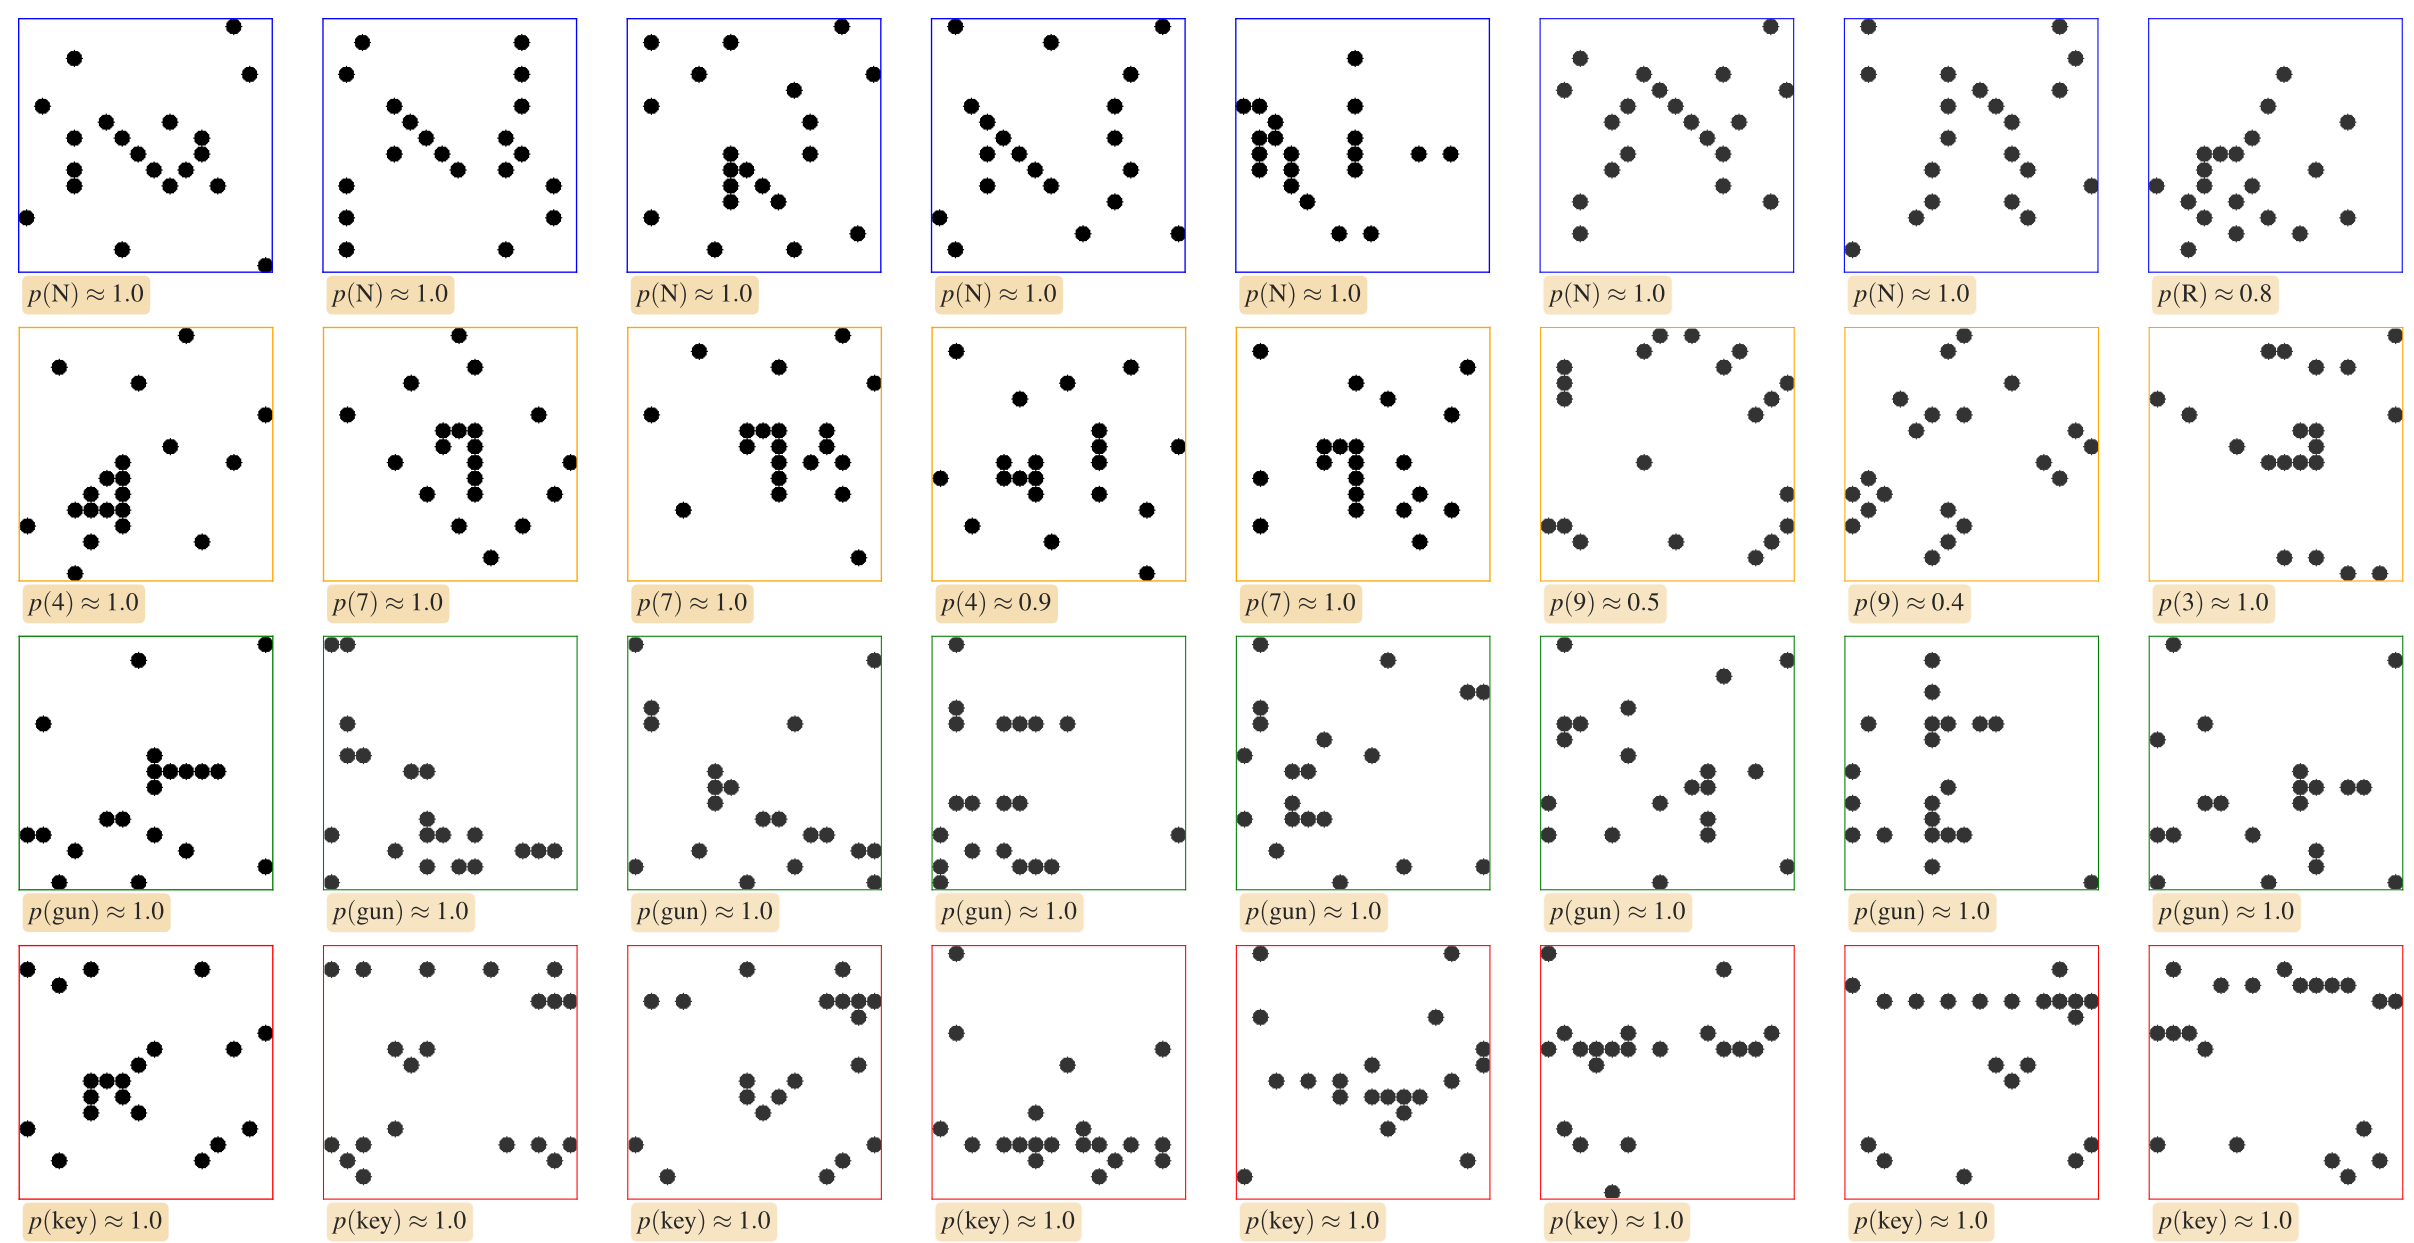 p(N) ≈ 1.0 p(N) ≈ 1.0 p(N) ≈ 1.0 p(N) ≈ 1.0 p(N) ≈ 1.0 p(N) ≈ 1.0 p(N) ≈ 1.0 p(R) ≈ 0.8
p(4) ≈ 1.0 p(7) ≈ 1.0 p(7) ≈ 1.0 p(4) ≈ 0.9 p(7) ≈ 1.0 p(9) ≈ 0.5 p(9) ≈ 0.4 p(3) ≈ 1.0
p(gun) ≈ 1.0 p(gun) ≈ 1.0 p(gun) ≈ 1.0 p(gun) ≈ 1.0 p(gun) ≈ 1.0 p(gun) ≈ 1.0 p(gun) ≈ 1.0 p(gun) ≈ 1.0
p(key) ≈ 1.0 p(key) ≈ 1.0 p(key) ≈ 1.0 p(key) ≈ 1.0 p(key) ≈ 1.0 p(key) ≈ 1.0 p(key) ≈ 1.0 p(key) ≈ 1.0